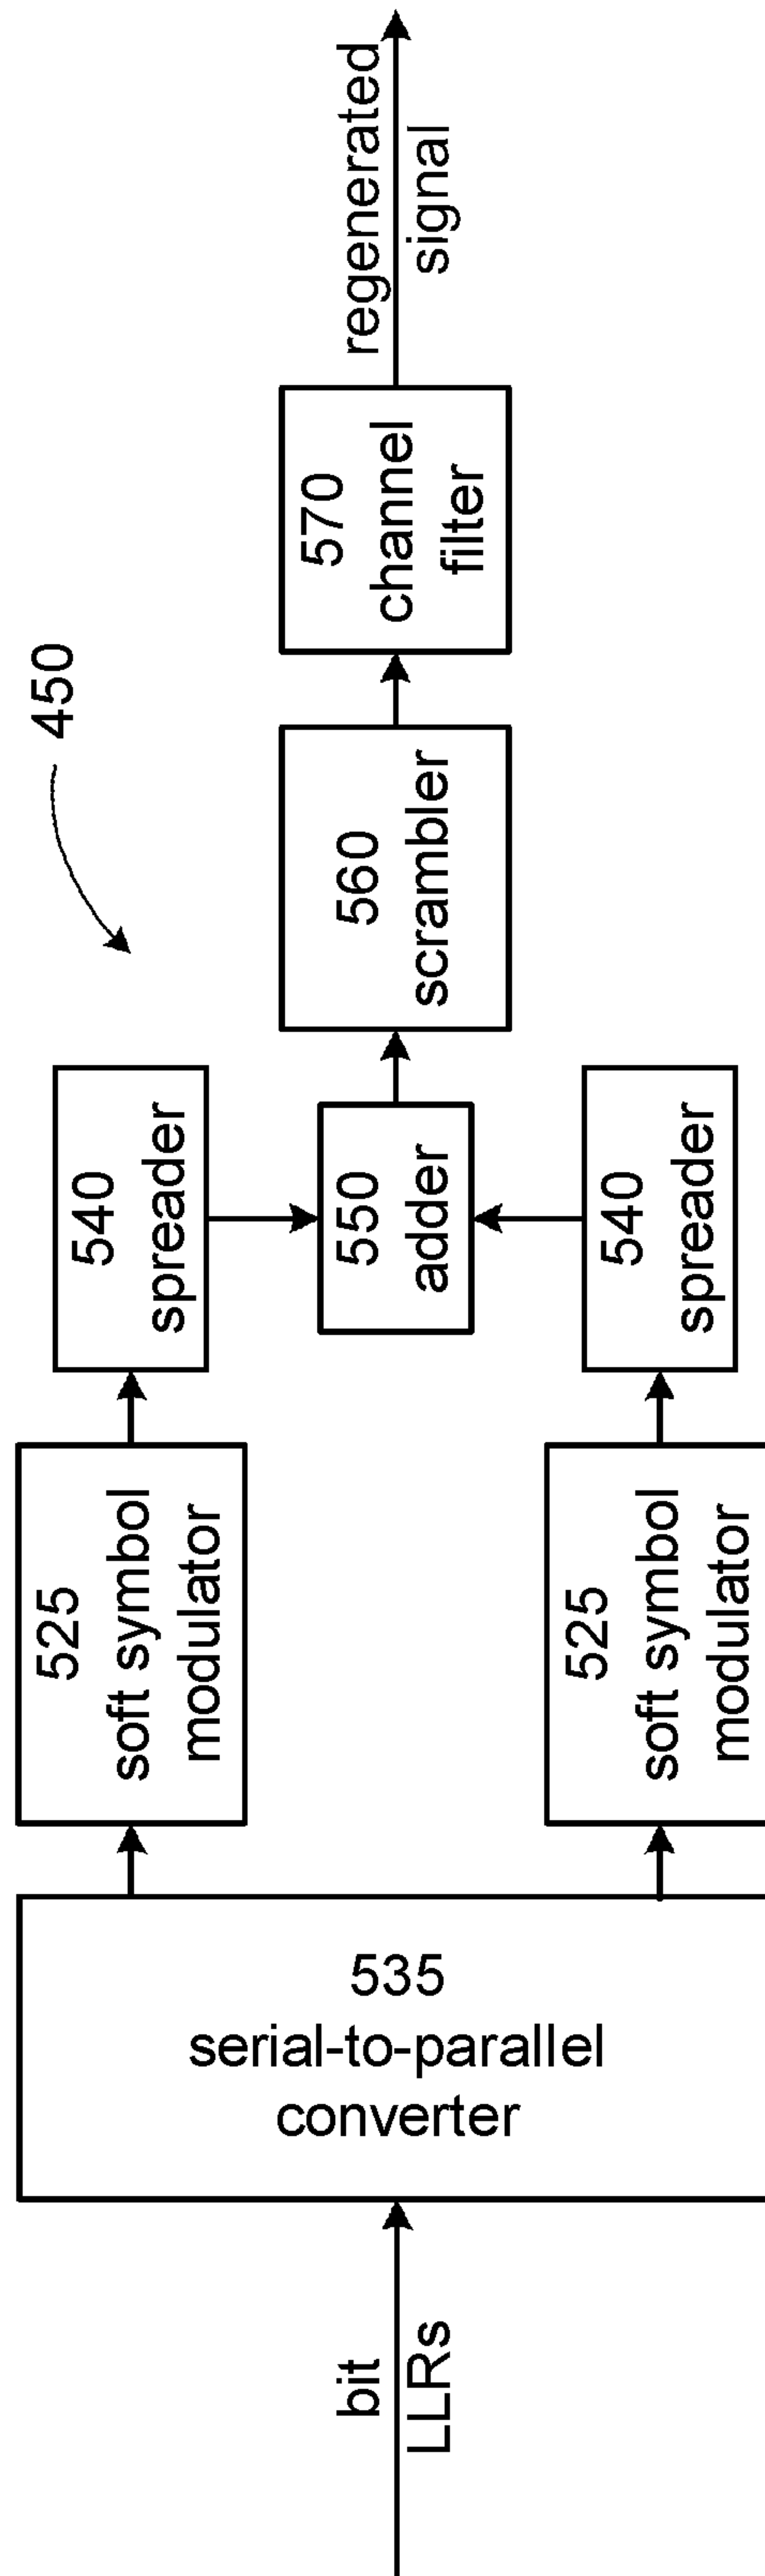 bit
LLRs
535
serial-to-parallel
converter
525
soft symbol
modulator
525
soft symbol
modulator
540
spreader
540
spreader
550
adder
450
560
scrambler
570
channel
filter
regenerated
signal